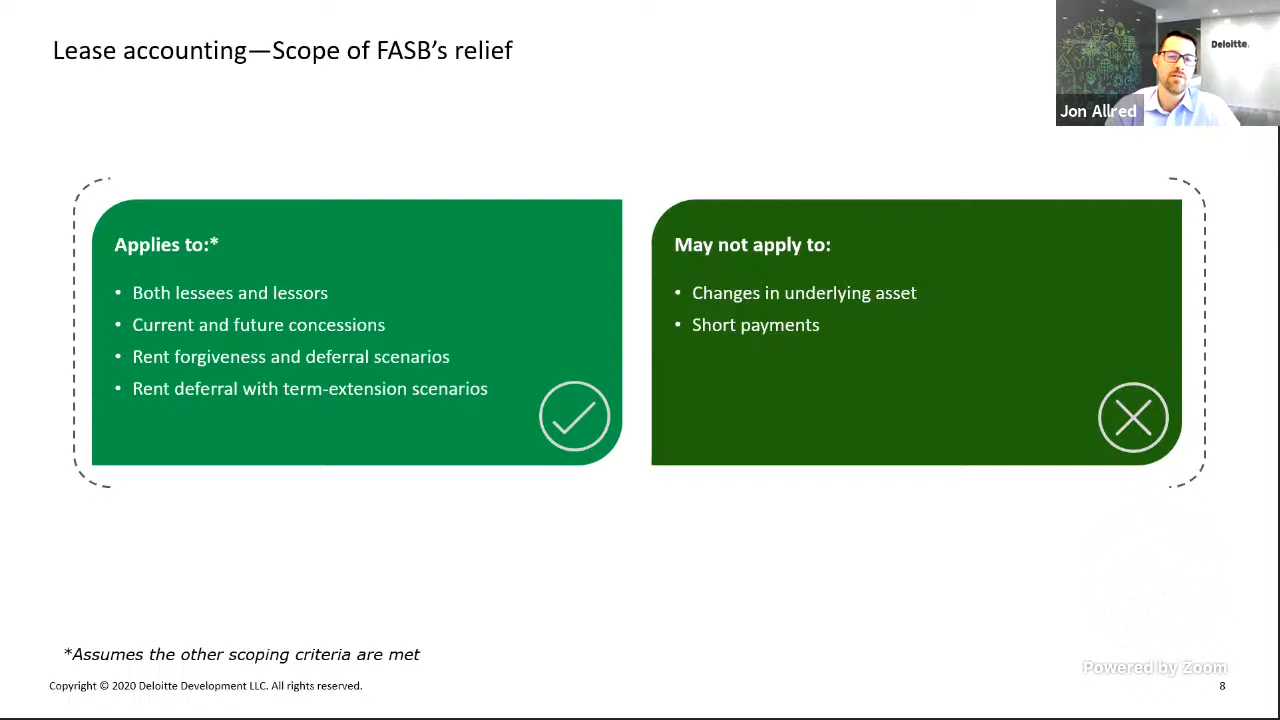 Lease accounting—Scope of FASB's relief
Deloitte.
Jon Allred
Applies to:*
• Both lessees and lessors
• Current and future concessions
• Rent forgiveness and deferral scenarios
• Rent deferral with term-extension scenarios
May not apply to:
• Changes in underlying asset
• Short payments
*Assumes the other scoping criteria are met
Powered by Zoom
Copyright © 2020 Deloitte Development LLC. All rights reserved.
8